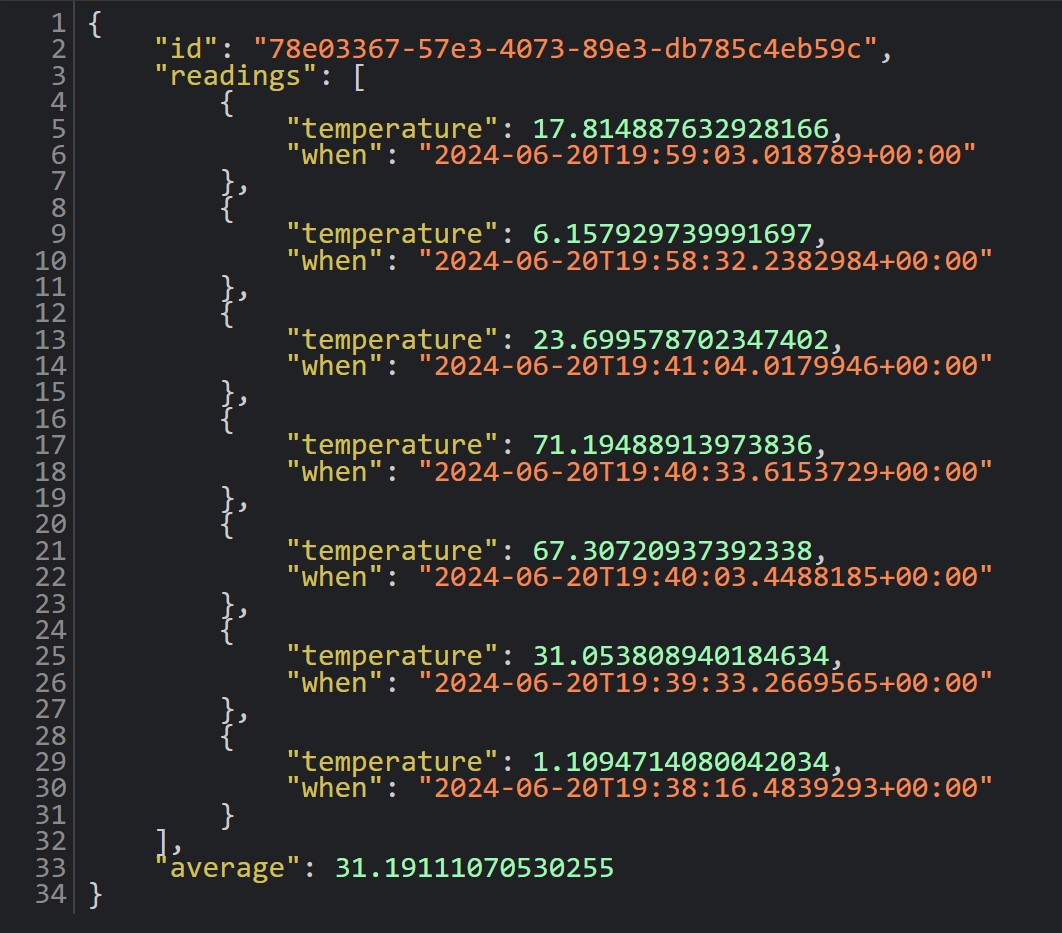 1 {
2 "id": "78e03367-57e3-4073-89e3-db785c4eb59c",
3 "readings": [
4 {
5 "temperature": 17.814887632928166,
6 "when": "2024-06-20T19:59:03.018789+00:00"
7 },
8 {
9 "temperature": 6.157929739991697,
10 "when": "2024-06-20T19:58:32.2382984+00:00"
11 },
12 {
13 "temperature": 23.699578702347402,
14 "when": "2024-06-20T19:41:04.0179946+00:00"
15 },
16 {
17 "temperature": 71.19488913973836,
18 "when": "2024-06-20T19:40:33.6153729+00:00"
19 },
20 {
21 "temperature": 67.30720937392338,
22 "when": "2024-06-20T19:40:03.4488185+00:00"
23 },
24 {
25 "temperature": 31.053808940184634,
26 "when": "2024-06-20T19:39:33.2669565+00:00"
27 },
28 {
29 "temperature": 1.1094714080042034,
30 "when": "2024-06-20T19:38:16.4839293+00:00"
31 }
32 ],
33 "average": 31.19111070530255
34 }